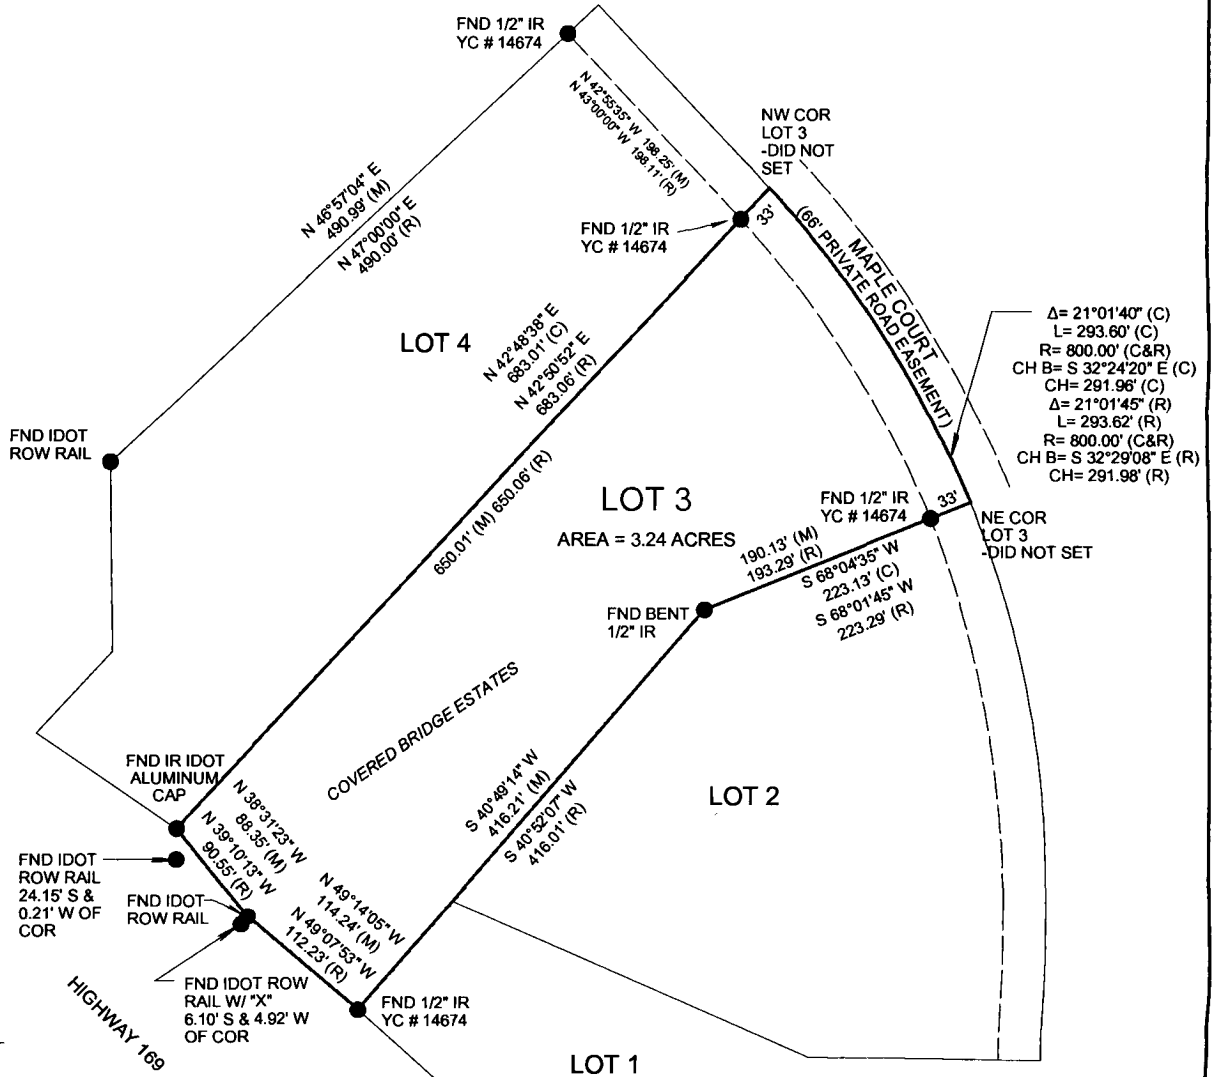 FND 1/2" IR
YC # 14674
N 42°55'35" W 198.25' (M)
N 43°00'00" W 198.11' (R)
NW COR
LOT 3
-DID NOT
SET
N 46°57'04" E
490.99' (M)
N 47°00'00" E
490.00' (R)
FND 1/2" IR
YC # 14674
33'
MAPLE COURT
(66' PRIVATE ROAD EASEMENT)
LOT 4
N 42°48'38" E
683.01' (C)
N 42°50'52" E
683.06' (R)
Δ= 21°01'40" (C)
L= 293.60' (C)
R= 800.00' (C&R)
CH B= S 32°24'20" E (C)
CH= 291.96' (C)
Δ= 21°01'45" (R)
L= 293.62' (R)
R= 800.00' (C&R)
CH B= S 32°29'08" E (R)
CH= 291.98' (R)
FND IDOT
ROW RAIL
650.01' (M) 650.06' (R)
LOT 3
AREA = 3.24 ACRES
FND 1/2" IR
YC # 14674
33'
NE COR
LOT 3
-DID NOT SET
190.13' (M)
193.29' (R)
S 68°04'35" W
223.13' (C)
S 68°01'45" W
223.29' (R)
FND BENT
1/2" IR
COVERED BRIDGE ESTATES
FND IR IDOT
ALUMINUM
CAP
S 40°49'14" W
416.21' (M)
S 40°52'07" W
416.01' (R)
LOT 2
N 38°31'23" W
88.35' (M)
N 39°10'13" W
90.55' (R)
FND IDOT
ROW RAIL
24.15' S &
0.21' W OF
COR
FND IDOT
ROW RAIL
N 49°14'05" W
114.24' (M)
N 49°07'53" W
112.23' (R)
FND IDOT ROW
RAIL W/ "X"
6.10' S & 4.92' W
OF COR
FND 1/2" IR
YC # 14674
HIGHWAY 169
LOT 1